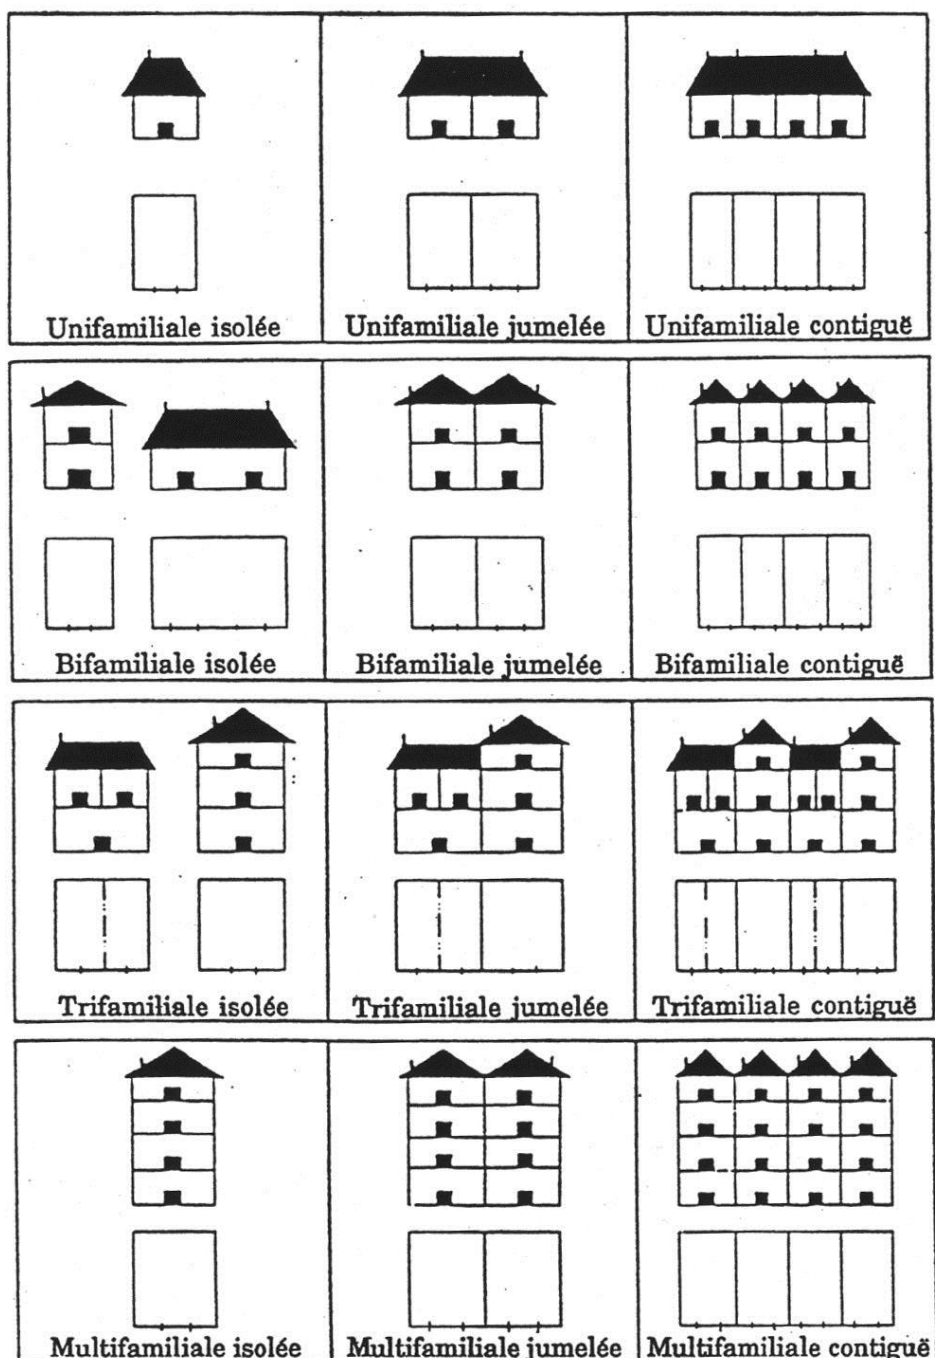 Unifamiliale isolée
Unifamiliale jumelée
Unifamiliale contiguë
Bifamiliale isolée
Bifamiliale jumelée
Bifamiliale contiguë
Trifamiliale isolée
Trifamiliale jumelée
Trifamiliale contiguë
Multifamiliale isolée
Multifamiliale jumelée
Multifamiliale contiguë